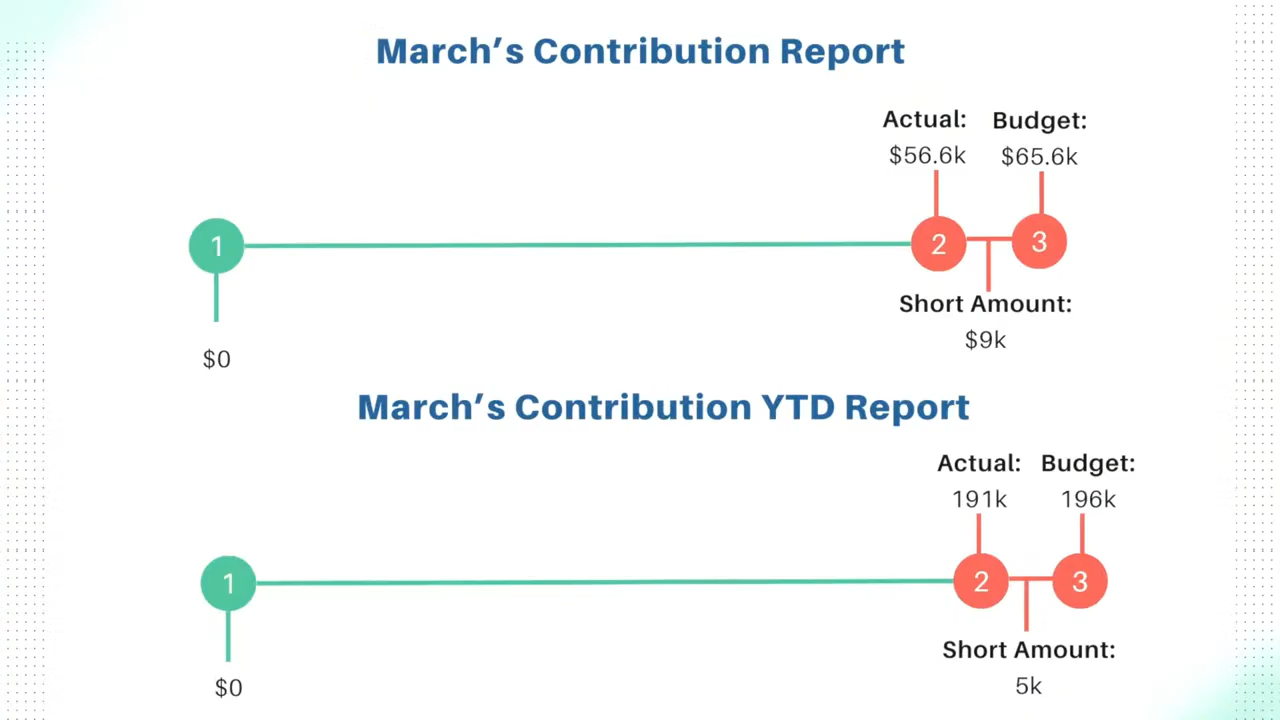 March’s Contribution Report
Actual: Budget:
$56.6k $65.6k
1 2 3
Short Amount:
$9k
$0
March’s Contribution YTD Report
Actual: Budget:
191k 196k
1 2 3
Short Amount:
5k
$0